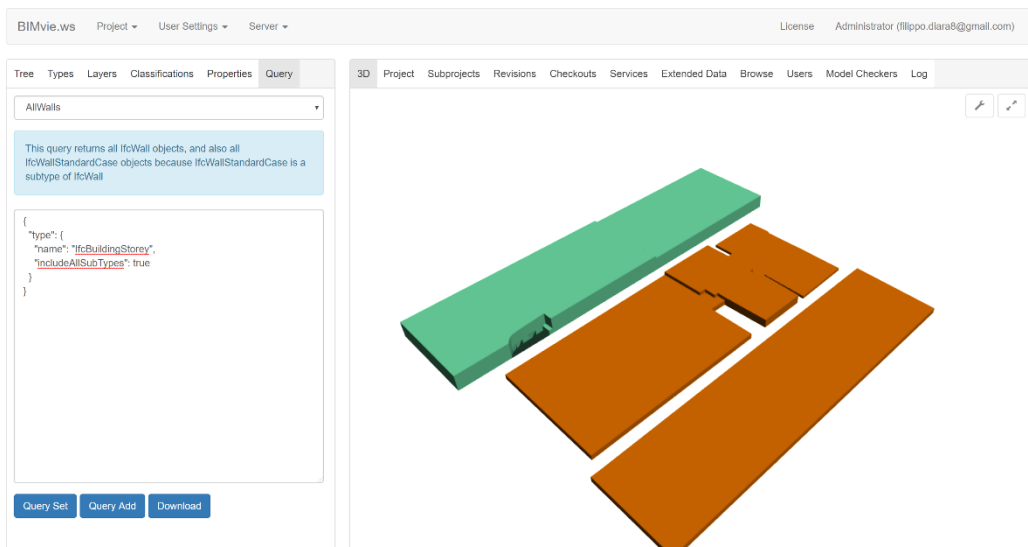 BIMvie.ws Project User Settings Server License Administrator (filippo.diara8@gmail.com)
Tree Types Layers Classifications Properties Query
3D Project Subprojects Revisions Checkouts Services Extended Data Browse Users Model Checkers Log
AllWalls
This query returns all IfcWall objects, and also all
IfcWallStandardCase objects because IfcWallStandardCase is a
subtype of IfcWall
{
"type": {
"name": "IfcBuildingStorey",
"includeAllSubTypes": true
}
}
Query Set Query Add Download